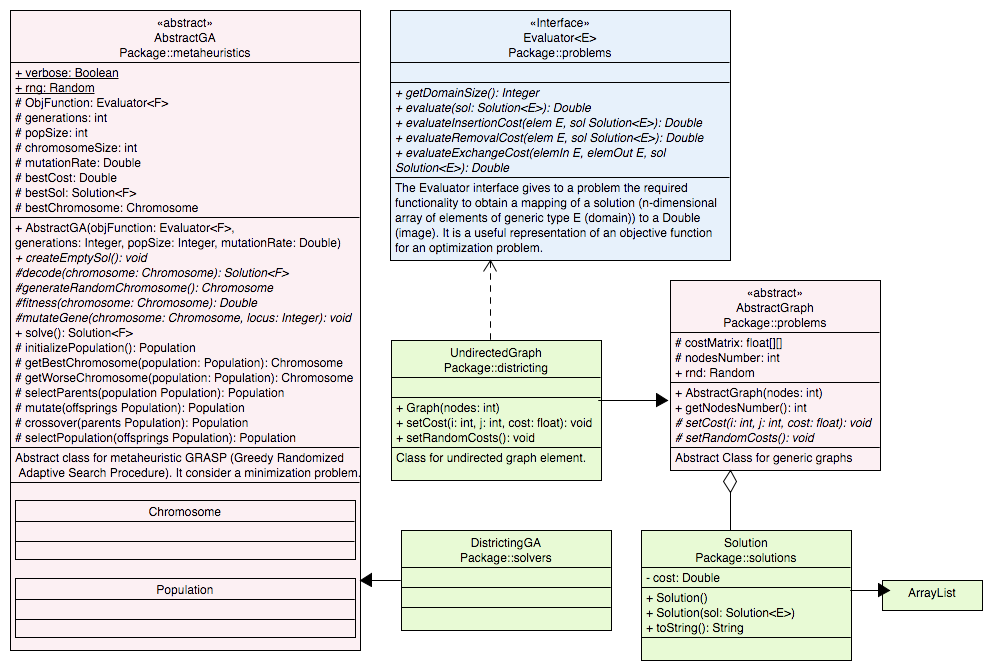 «abstract»
AbstractGA
Package::metaheuristics
+ verbose: Boolean
+ rng: Random
# ObjFunction: Evaluator<F>
# generations: int
# popSize: int
# chromosomeSize: int
# mutationRate: Double
# bestCost: Double
# bestSol: Solution<F>
# bestChromosome: Chromosome
+ AbstractGA(objFunction: Evaluator<F>,
generations: Integer, popSize: Integer, mutationRate: Double)
+ createEmptySol(): void
#decode(chromosome: Chromosome): Solution<F>
#generateRandomChromosome(): Chromosome
#fitness(chromosome: Chromosome): Double
#mutateGene(chromosome: Chromosome, locus: Integer): void
+ solve(): Solution<F>
# initializePopulation(): Population
# getBestChromosome(population: Population): Chromosome
# getWorseChromosome(population: Population): Chromosome
# selectParents(population Population): Population
# mutate(offsprings Population): Population
# crossover(parents Population): Population
# selectPopulation(offsprings Population): Population
Abstract class for metaheuristic GRASP (Greedy Randomized
Adaptive Search Procedure). It consider a minimization problem.
Chromosome
Population
«Interface»
Evaluator<E>
Package::problems
+ getDomainSize(): Integer
+ evaluate(sol: Solution<E>): Double
+ evaluateInsertionCost(elem E, sol Solution<E>): Double
+ evaluateRemovalCost(elem E, sol Solution<E>): Double
+ evaluateExchangeCost(elemIn E, elemOut E, sol
Solution<E>): Double
The Evaluator interface gives to a problem the required
functionality to obtain a mapping of a solution (n-dimensional
array of elements of generic type E (domain)) to a Double
(image). It is a useful representation of an objective function
for an optimization problem.
UndirectedGraph
Package::districting
+ Graph(nodes: int)
+ setCost(i: int, j: int, cost: float): void
+ setRandomCosts(): void
Class for undirected graph element.
«abstract»
AbstractGraph
Package::problems
# costMatrix: float[][]
# nodesNumber: int
+ rnd: Random
+ AbstractGraph(nodes: int)
+ getNodesNumber(): int
# setCost(i: int, j: int, cost: float): void
# setRandomCosts(): void
Abstract Class for generic graphs
DistrictingGA
Package::solvers
Solution
Package::solutions
- cost: Double
+ Solution()
+ Solution(sol: Solution<E>)
+ toString(): String
ArrayList